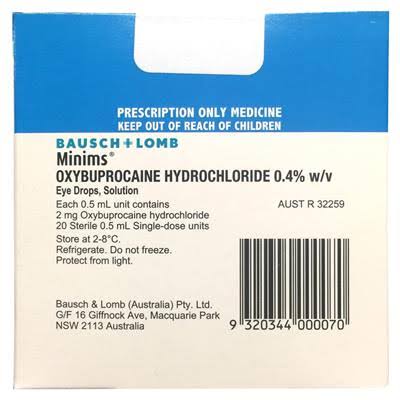 PRESCRIPTION ONLY MEDICINE
KEEP OUT OF REACH OF CHILDREN
BAUSCH + LOMB
Minims®
OXYBUPROCAINE HYDROCHLORIDE 0.4% w/v
Eye Drops, Solution
Each 0.5 mL unit contains AUST R 32259
2 mg Oxybuprocaine hydrochloride
20 Sterile 0.5 mL Single-dose units
Store at 2-8°C.
Refrigerate. Do not freeze.
Protect from light.
Bausch & Lomb (Australia) Pty. Ltd.
G/F 16 Giffnock Ave, Macquarie Park
NSW 2113 Australia
9 320344 000070